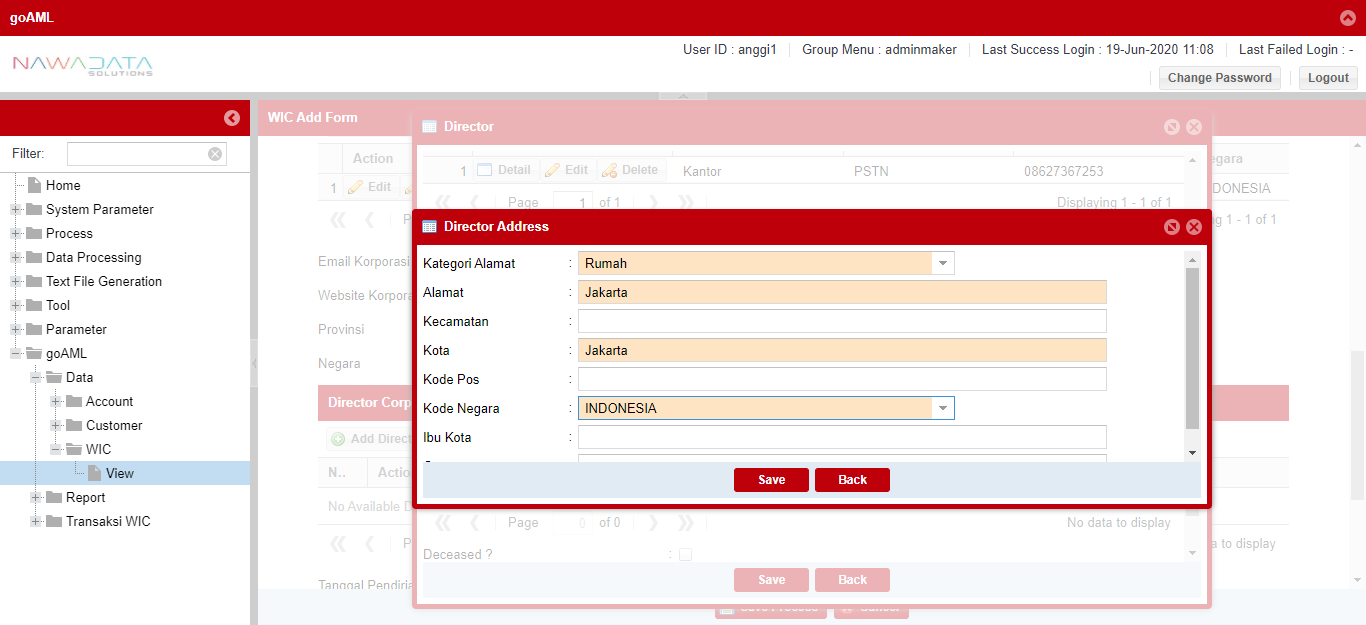 goAML
NAWADATA
SOLUTIONS
User ID : anggi1
Group Menu : adminmaker
Last Success Login : 19-Jun-2020 11:08
Last Failed Login : -
Change Password
Logout
Filter:
Home
System Parameter
Process
Data Processing
Text File Generation
Tool
Parameter
goAML
Data
Account
Customer
WIC
View
Report
Transaksi WIC
WIC Add Form
Action
1 Edit
Email Korporasi
Website Korpora
Provinsi
Negara
Director Corp
Add Direct
N..
Actio
No Available D
Tanggal Pendiria
Director
1 Detail Edit Delete Kantor PSTN 08627367253
Page 1 of 1
Displaying 1 - 1 of 1
egara
DONESIA
ng 1 - 1 of 1
Director Address
Kategori Alamat : Rumah
Alamat : Jakarta
Kecamatan :
Kota : Jakarta
Kode Pos :
Kode Negara : INDONESIA
Ibu Kota :
Save
Back
Page 0 of 0
No data to display
a to display
Deceased ? :
Save
Back